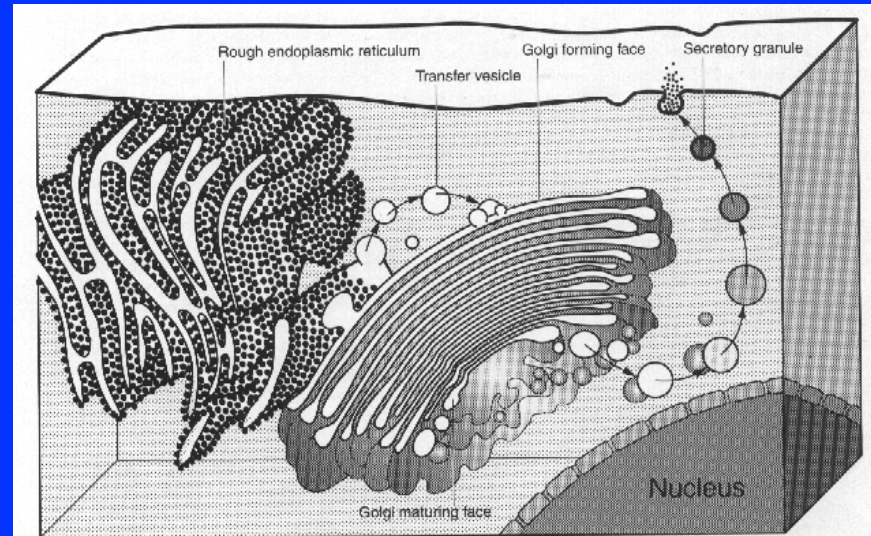 Rough endoplasmic reticulum
Golgi forming face
Secretory granule
Transfer vesicle
Nucleus
Golgi maturing face